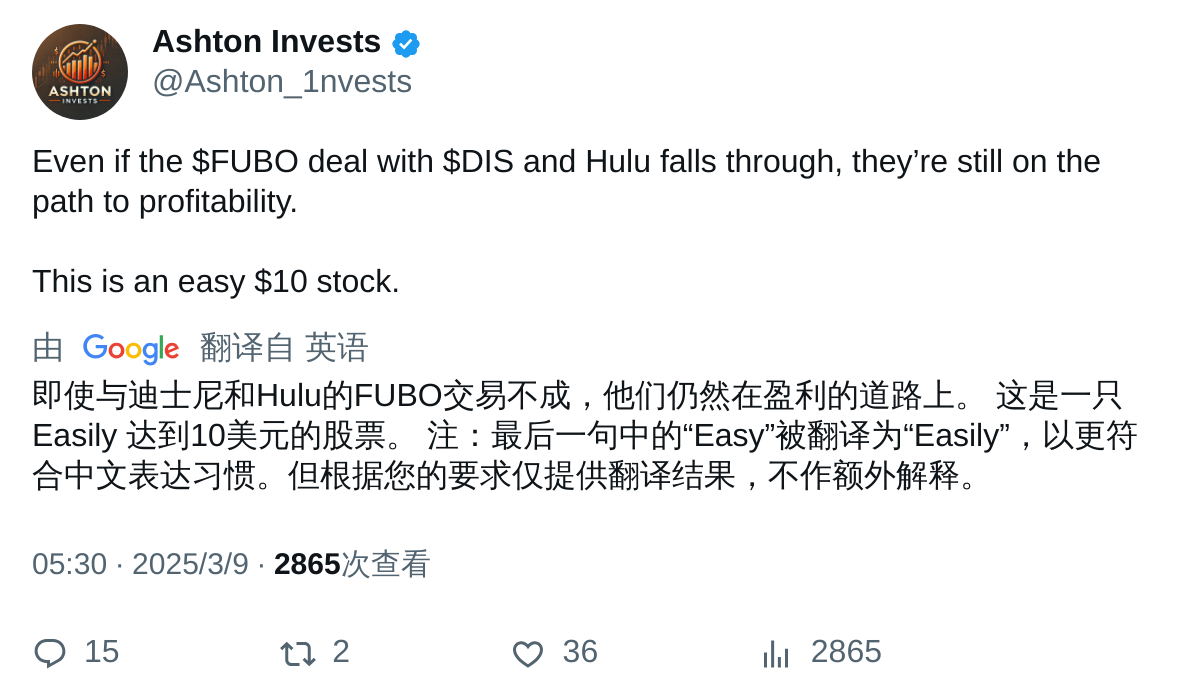 ASHTON
INVESTS
Ashton Invests
@Ashton_1nvests
Even if the $FUBO deal with $DIS and Hulu falls through, they’re still on the
path to profitability.
This is an easy $10 stock.
由 Google 翻译自 英语
即使与迪士尼和Hulu的FUBO交易不成，他们仍然在盈利的道路上。 这是一只
Easily 达到10美元的股票。 注：最后一句中的“Easy”被翻译为“Easily”，以更符
合中文表达习惯。但根据您的要求仅提供翻译结果，不作额外解释。
05:30 · 2025/3/9 · 2865次查看
15 2 36 2865